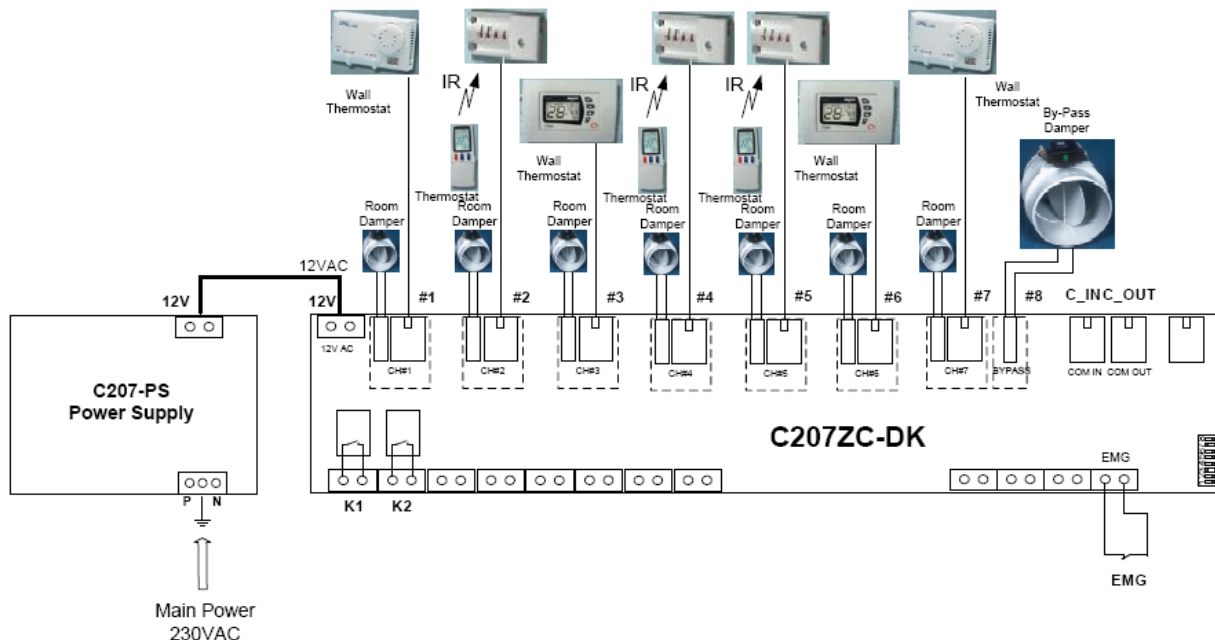 Wall
Thermostat
IR
Thermostat
Wall
Thermostat
IR
Thermostat
IR
Thermostat
Wall
Thermostat
Wall
Thermostat
By-Pass
Damper
Room
Damper
Room
Damper
Room
Damper
Room
Damper
Room
Damper
Room
Damper
Room
Damper
12VAC
12V
12V
#1
#2
#3
#4
#5
#6
#7
#8
C_IN
C_OUT
12V AC
CH#1
CH#2
CH#3
CH#4
CH#5
CH#6
CH#7
BYPASS
COM IN
COM OUT
C207-PS
Power Supply
C207ZC-DK
P
N
K1
K2
EMG
EMG
Main Power
230VAC